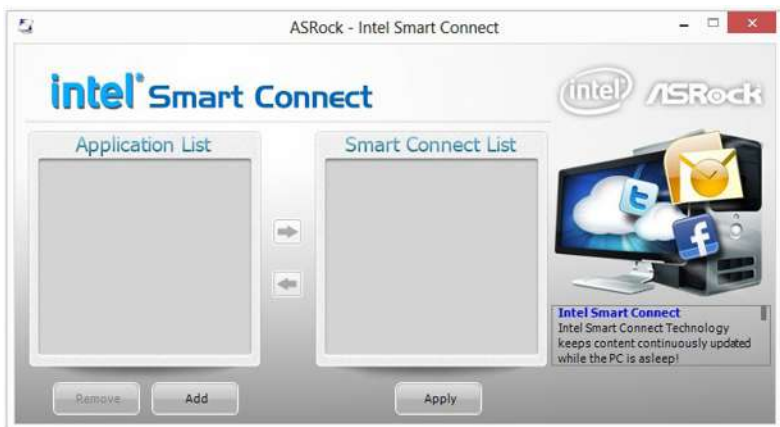 ASRock - Intel Smart Connect
intel® Smart Connect
intel® ASRock
Application List
Smart Connect List
Intel Smart Connect
Intel Smart Connect Technology
keeps content continuously updated
while the PC is asleep!
Remove
Add
Apply